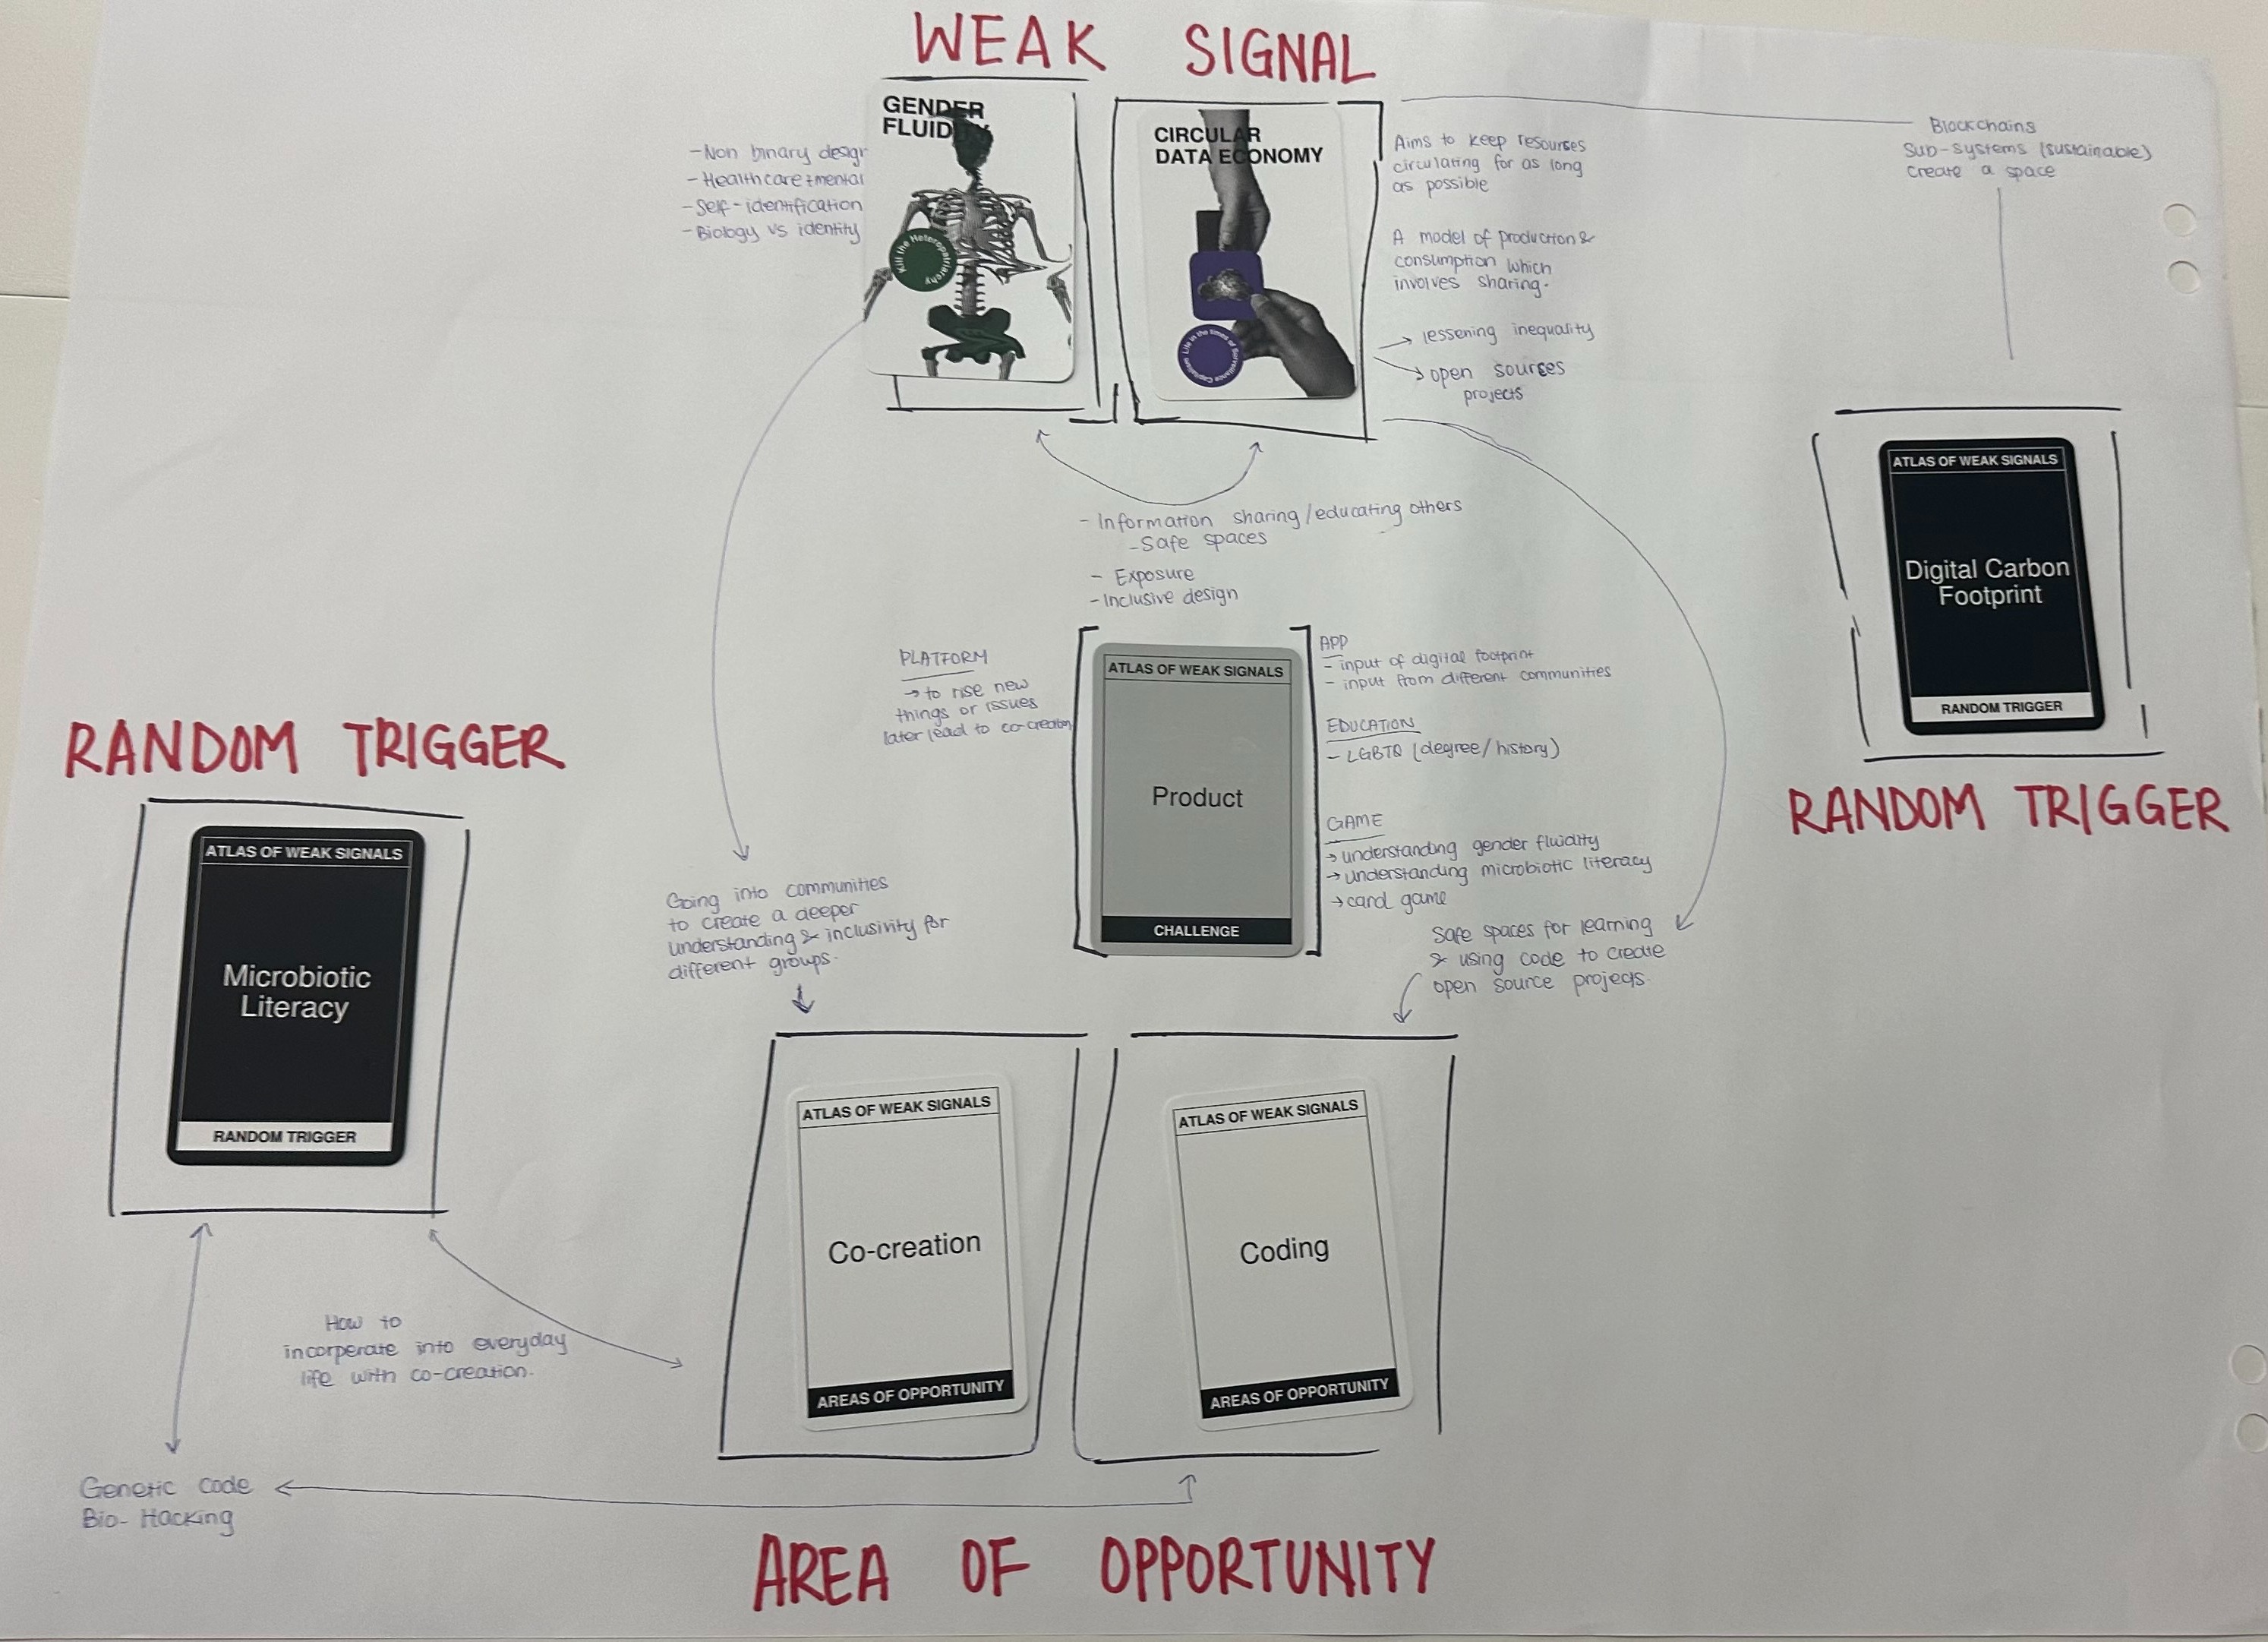 WEAK SIGNAL
GENDER
FLUIDITY
Kill the Heteropatriarchy
- Non binary design
- Healthcare + mental
- Self-identification
- Biology vs identity
CIRCULAR
DATA ECONOMY
Life in the times of Surveillance Capitalism
Aims to keep resourses
circulating for as long
as possible
A model of production &
consumption which
involves sharing.
→ lessening inequality
→ open sources
projects
Blockchains
Sub-systems (sustainable)
create a space
- Information sharing/educating others
- Safe spaces
- Exposure
- Inclusive design
ATLAS OF WEAK SIGNALS
Digital Carbon
Footprint
RANDOM TRIGGER
RANDOM TRIGGER
PLATFORM
→ to rise new
things or issues
later lead to co-creation
ATLAS OF WEAK SIGNALS
Product
CHALLENGE
APP
- input of digital footprint
- input from different communities
EDUCATION
- LGBTQ (degree/history)
GAME
→ understanding gender fluidity
→ understanding microbiotic literacy
→ card game
RANDOM TRIGGER
ATLAS OF WEAK SIGNALS
Microbiotic
Literacy
RANDOM TRIGGER
Going into communities
to create a deeper
understanding & inclusivity for
different groups.
Safe spaces for learning
& using code to create
open source projects.
ATLAS OF WEAK SIGNALS
Co-creation
AREAS OF OPPORTUNITY
ATLAS OF WEAK SIGNALS
Coding
AREAS OF OPPORTUNITY
How to
incorperate into everyday
life with co-creation.
Genetic code
Bio-Hacking
AREA OF OPPORTUNITY